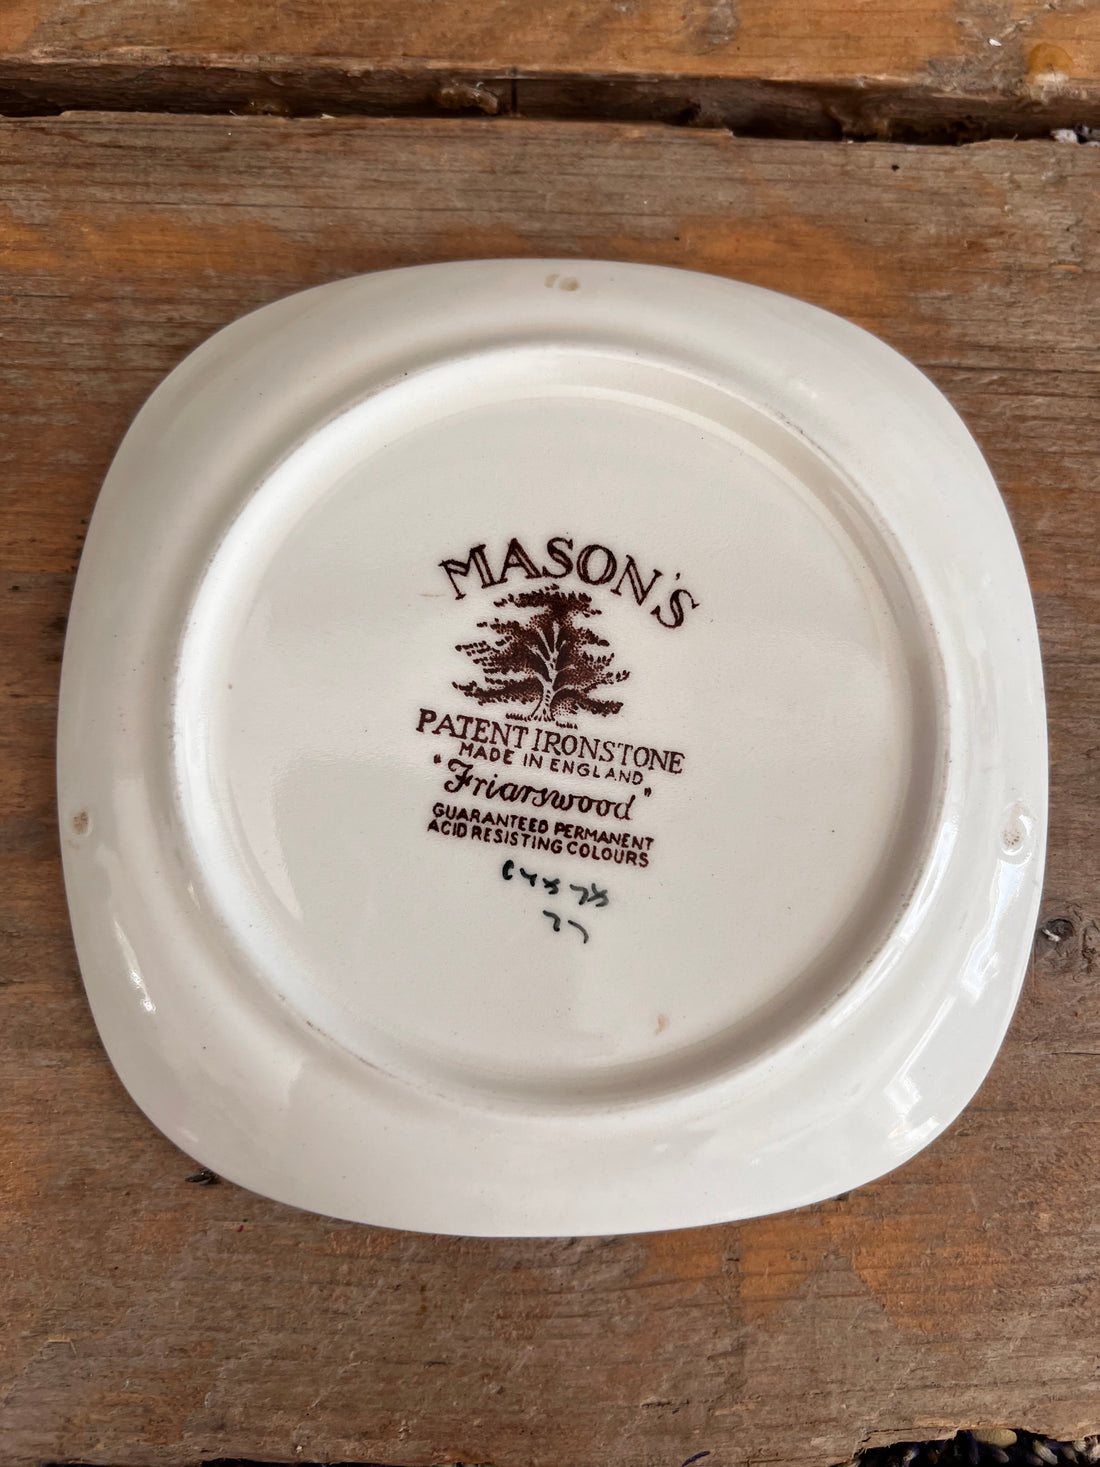 MASON'S
PATENT IRONSTONE
MADE IN ENGLAND
"Friarswood"
GUARANTEED PERMANENT
ACID RESISTING COLOURS